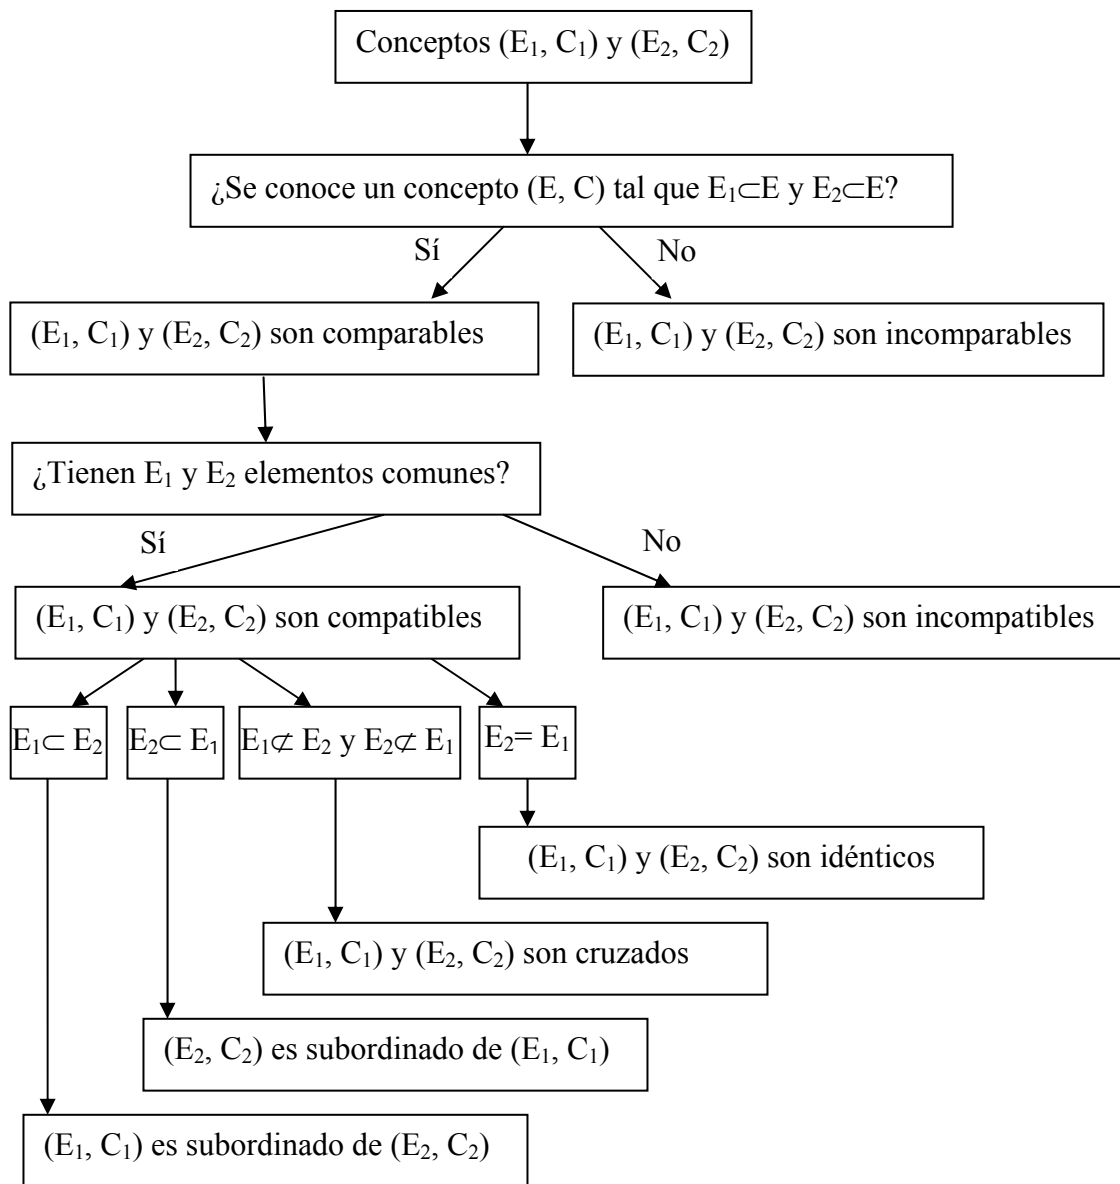 Conceptos (E₁, C₁) y (E₂, C₂)
¿Se conoce un concepto (E, C) tal que E₁⊂E y E₂⊂E?
Sí
No
(E₁, C₁) y (E₂, C₂) son comparables
(E₁, C₁) y (E₂, C₂) son incomparables
¿Tienen E₁ y E₂ elementos comunes?
Sí
No
(E₁, C₁) y (E₂, C₂) son compatibles
(E₁, C₁) y (E₂, C₂) son incompatibles
E₁⊂ E₂
E₂⊂ E₁
E₁⊄ E₂ y E₂⊄ E₁
E₂= E₁
(E₁, C₁) y (E₂, C₂) son idénticos
(E₁, C₁) y (E₂, C₂) son cruzados
(E₂, C₂) es subordinado de (E₁, C₁)
(E₁, C₁) es subordinado de (E₂, C₂)